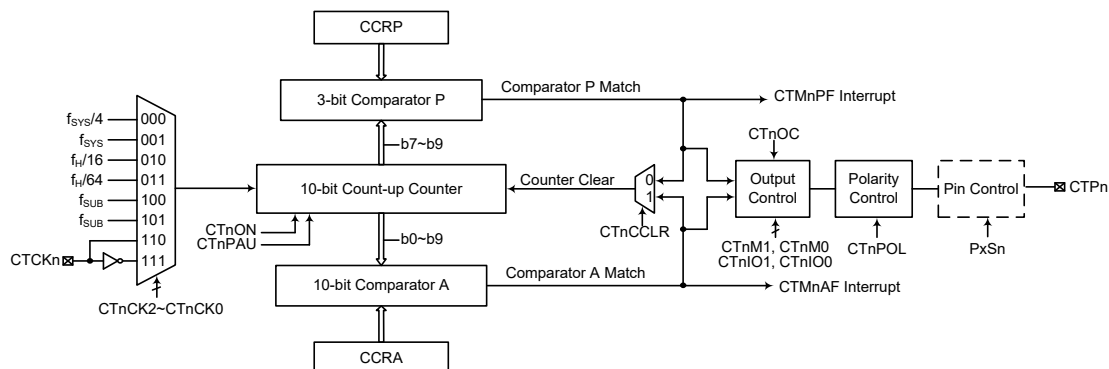 CCRP
3-bit Comparator P
Comparator P Match
CTMnPF Interrupt
b7~b9
fSYS/4
000
fSYS
001
fH/16
010
fH/64
011
fSUB
100
fSUB
101
110
111
CTCKn
CTnCK2~CTnCK0
10-bit Count-up Counter
CTnON
CTnPAU
Counter Clear
0
1
CTnCCLR
CTnOC
Output
Control
CTnM1, CTnM0
CTnIO1, CTnIO0
Polarity
Control
CTnPOL
Pin Control
PxSn
CTPn
b0~b9
10-bit Comparator A
Comparator A Match
CTMnAF Interrupt
CCRA